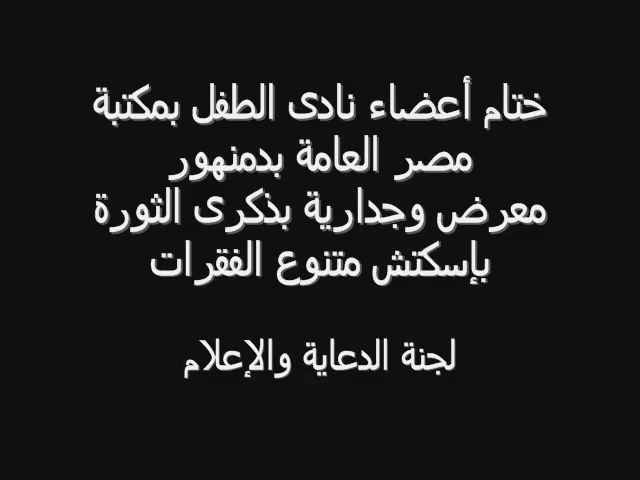 ختام أعضاء نادى الطفل بمكتبة
مصر العامة بدمنهور
معرض وجدارية بذكرى الثورة
بإسكتش متنوع الفقرات
لجنة الدعاية والإعلام